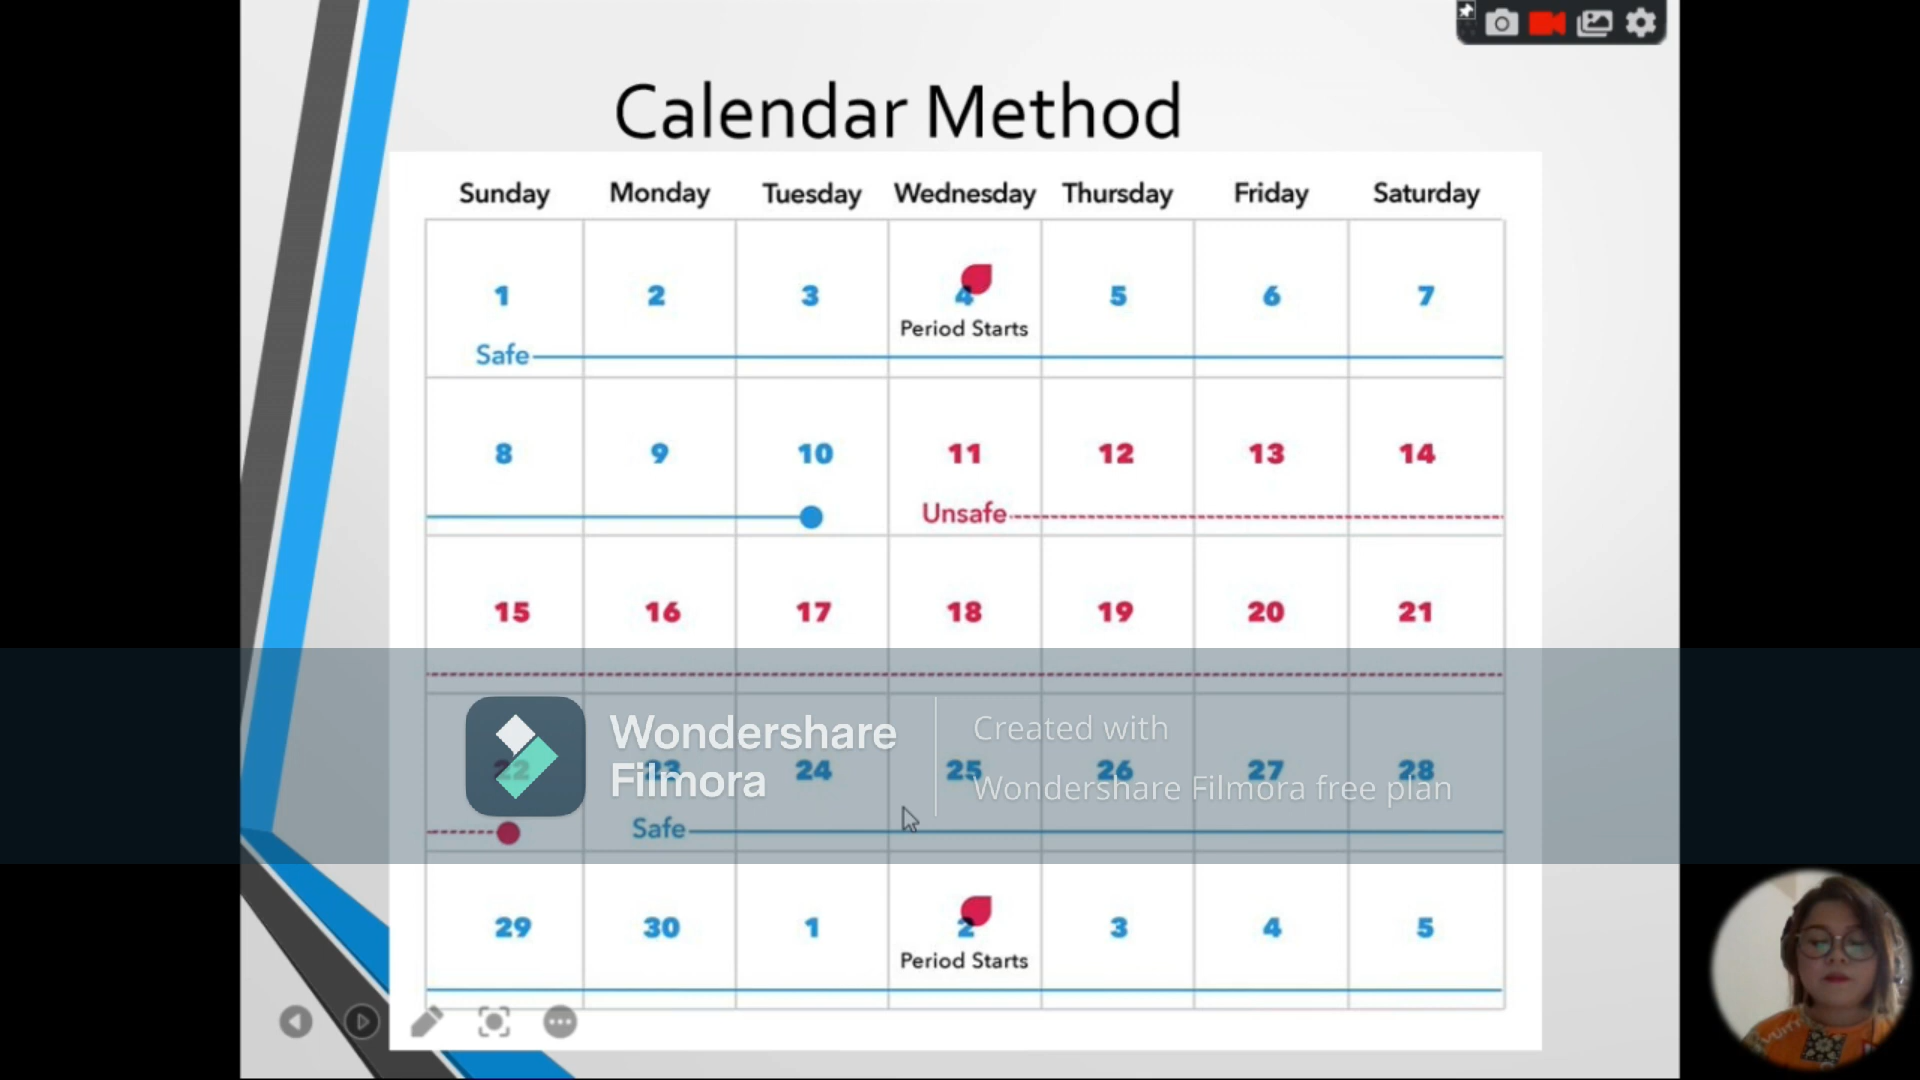 Calendar Method
Sunday Monday Tuesday Wednesday Thursday Friday Saturday
1 2 3 4 5 6 7
Period Starts
Safe
8 9 10 11 12 13 14
Unsafe
15 16 17 18 19 20 21
22 23 24 25 26 27 28
Wondershare
Filmora
Created with
Wondershare Filmora free plan
Safe
29 30 1 2 3 4 5
Period Starts